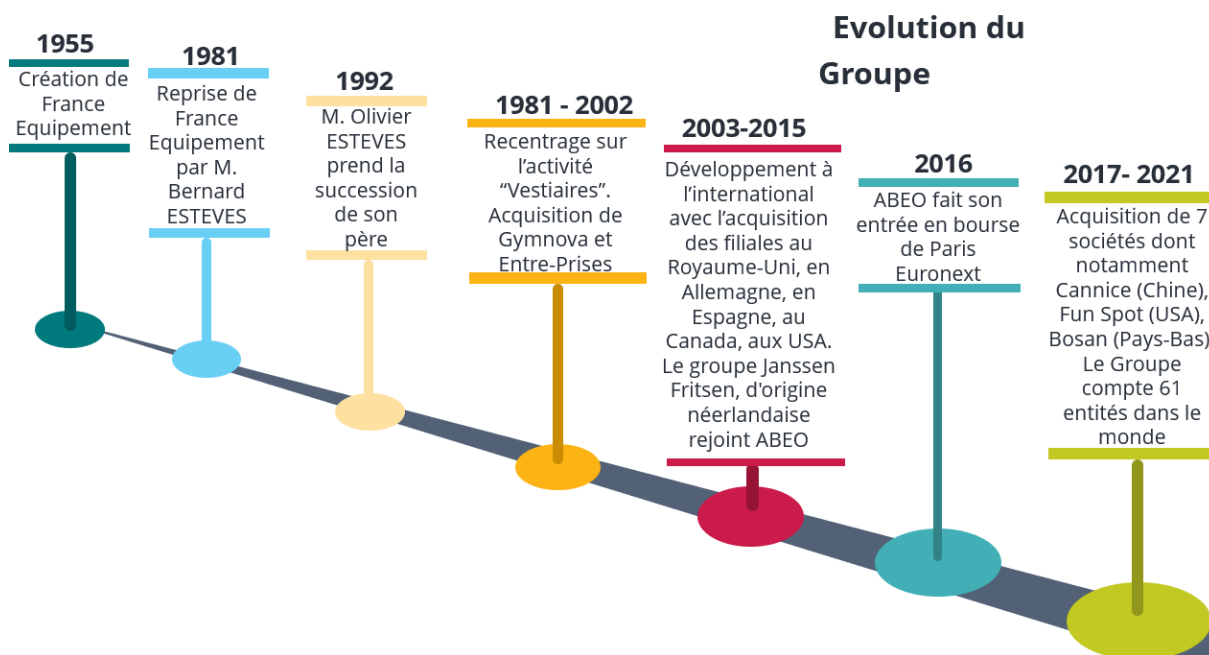 Evolution du
Groupe
1955
Création de
France
Equipement
1981
Reprise de
France
Equipement
par M.
Bernard
ESTEVES
1992
M. Olivier
ESTEVES
prend la
succession
de son
père
1981 - 2002
Recentrage sur
l’activité
“Vestiaires”.
Acquisition de
Gymnova et
Entre-Prises
2003-2015
Développement à
l’international
avec l’acquisition
des filiales au
Royaume-Uni, en
Allemagne, en
Espagne, au
Canada, aux USA.
Le groupe Janssen
Fritsen, d'origine
néerlandaise
rejoint ABEO
2016
ABEO fait son
entrée en bourse
de Paris
Euronext
2017- 2021
Acquisition de 7
sociétés dont
notamment
Cannice (Chine),
Fun Spot (USA),
Bosan (Pays-Bas)
Le Groupe
compte 61
entités dans le
monde